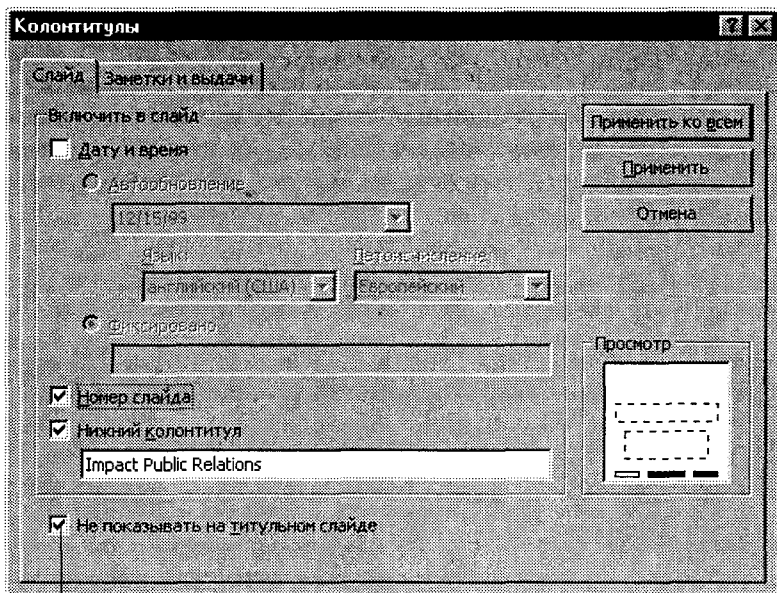 Колонтитулы
Слайд
Заметки и выдачи
Включить в слайд
Применить ко всем
Дату и время
Применить
Автообновление
12/15/99
Отмена
Язык:
Летоисчисление
английский (США)
Европейский
Фиксировано
Просмотр
Номер слайда
Нижний колонтитул
Impact Public Relations
Не показывать на титульном слайде